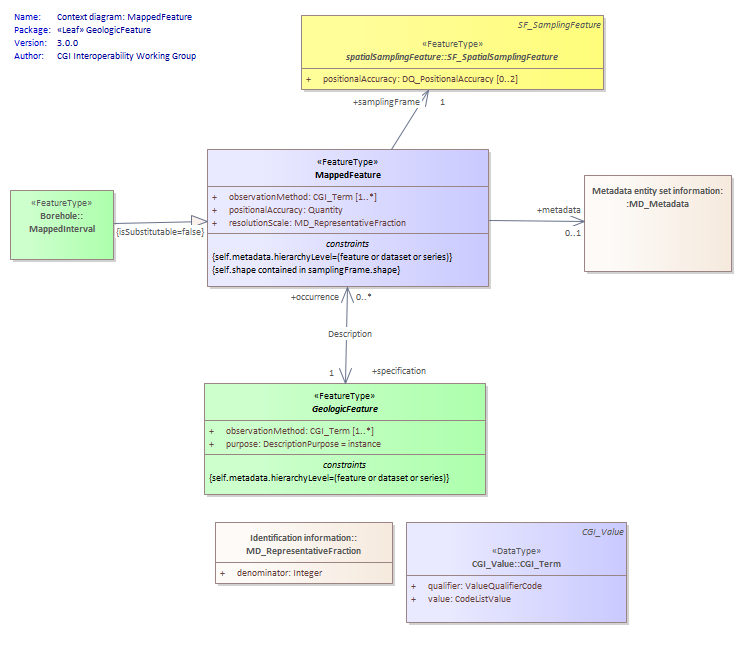 Name: Context diagram: MappedFeature
Package: «Leaf» GeologicFeature
Version: 3.0.0
Author: CGI Interoperability Working Group
SF_SamplingFeature
«FeatureType»
spatialSamplingFeature::SF_SpatialSamplingFeature
+ positionalAccuracy: DQ_PositionalAccuracy [0..2]
+samplingFrame 1
«FeatureType»
MappedFeature
+ observationMethod: CGI_Term [1..*]
+ positionalAccuracy: Quantity
+ resolutionScale: MD_RepresentativeFraction
constraints
{self.metadata.hierarchyLevel=(feature or dataset or series)}
{self.shape contained in samplingFrame.shape}
«FeatureType»
Borehole::
MappedInterval
{isSubstitutable=false}
+metadata
0..1
Metadata entity set information:
:MD_Metadata
+occurrence 0..*
Description
1 +specification
«FeatureType»
GeologicFeature
+ observationMethod: CGI_Term [1..*]
+ purpose: DescriptionPurpose = instance
constraints
{self.metadata.hierarchyLevel=(feature or dataset or series)}
Identification information::
MD_RepresentativeFraction
+ denominator: Integer
CGI_Value
«DataType»
CGI_Value::CGI_Term
+ qualifier: ValueQualifierCode
+ value: CodeListValue